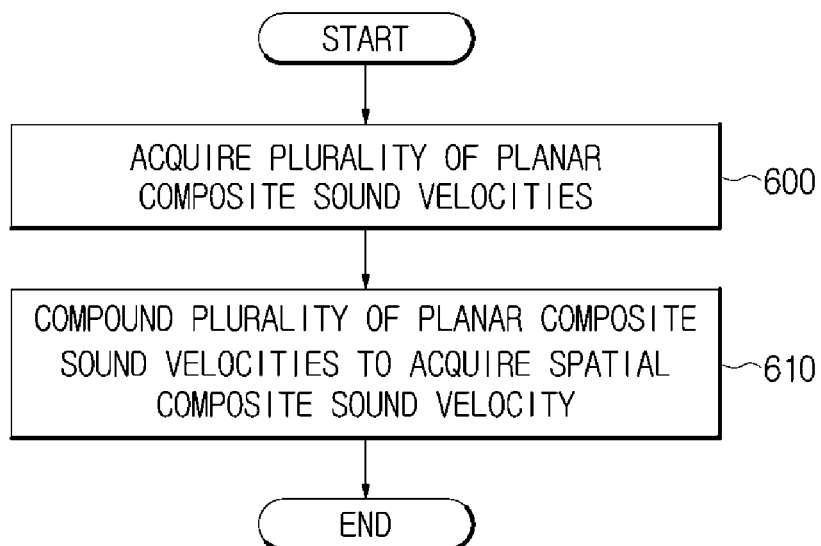 START
ACQUIRE PLURALITY OF PLANAR
COMPOSITE SOUND VELOCITIES
600
COMPOUND PLURALITY OF PLANAR COMPOSITE
SOUND VELOCITIES TO ACQUIRE SPATIAL
COMPOSITE SOUND VELOCITY
610
END